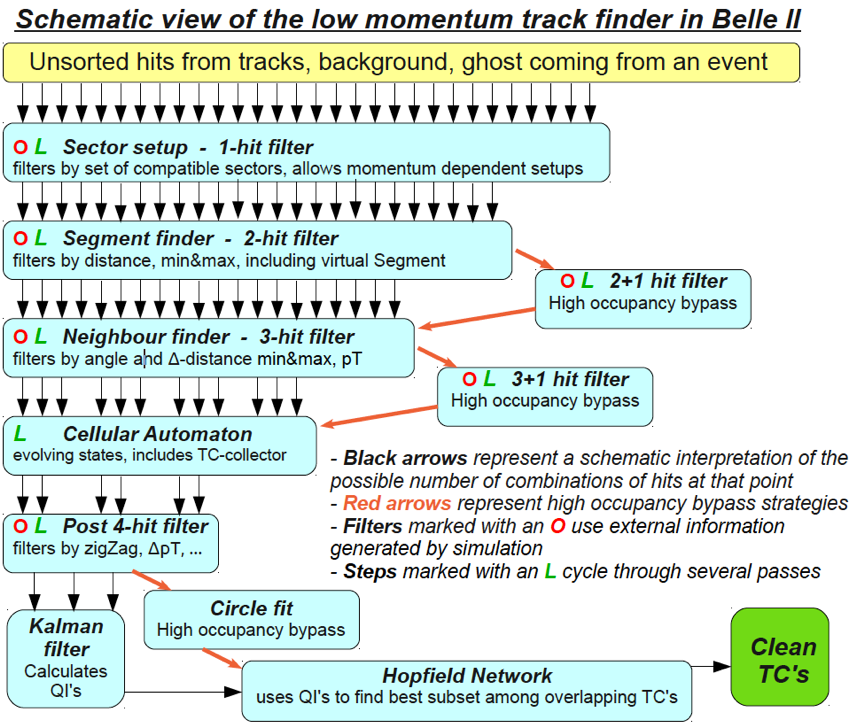 Schematic view of the low momentum track finder in Belle II
Unsorted hits from tracks, background, ghost coming from an event
O L Sector setup - 1-hit filter
filters by set of compatible sectors, allows momentum dependent setups
O L Segment finder - 2-hit filter
filters by distance, min&max, including virtual Segment
O L 2+1 hit filter
High occupancy bypass
O L Neighbour finder - 3-hit filter
filters by angle and Δ-distance min&max, pT
O L 3+1 hit filter
High occupancy bypass
L Cellular Automaton
evolving states, includes TC-collector
- Black arrows represent a schematic interpretation of the
possible number of combinations of hits at that point
- Red arrows represent high occupancy bypass strategies
- Filters marked with an O use external information
generated by simulation
- Steps marked with an L cycle through several passes
O L Post 4-hit filter
filters by zigZag, ΔpT, ...
Circle fit
High occupancy bypass
Kalman
filter
Calculates
QI's
Hopfield Network
uses QI's to find best subset among overlapping TC's
Clean
TC's